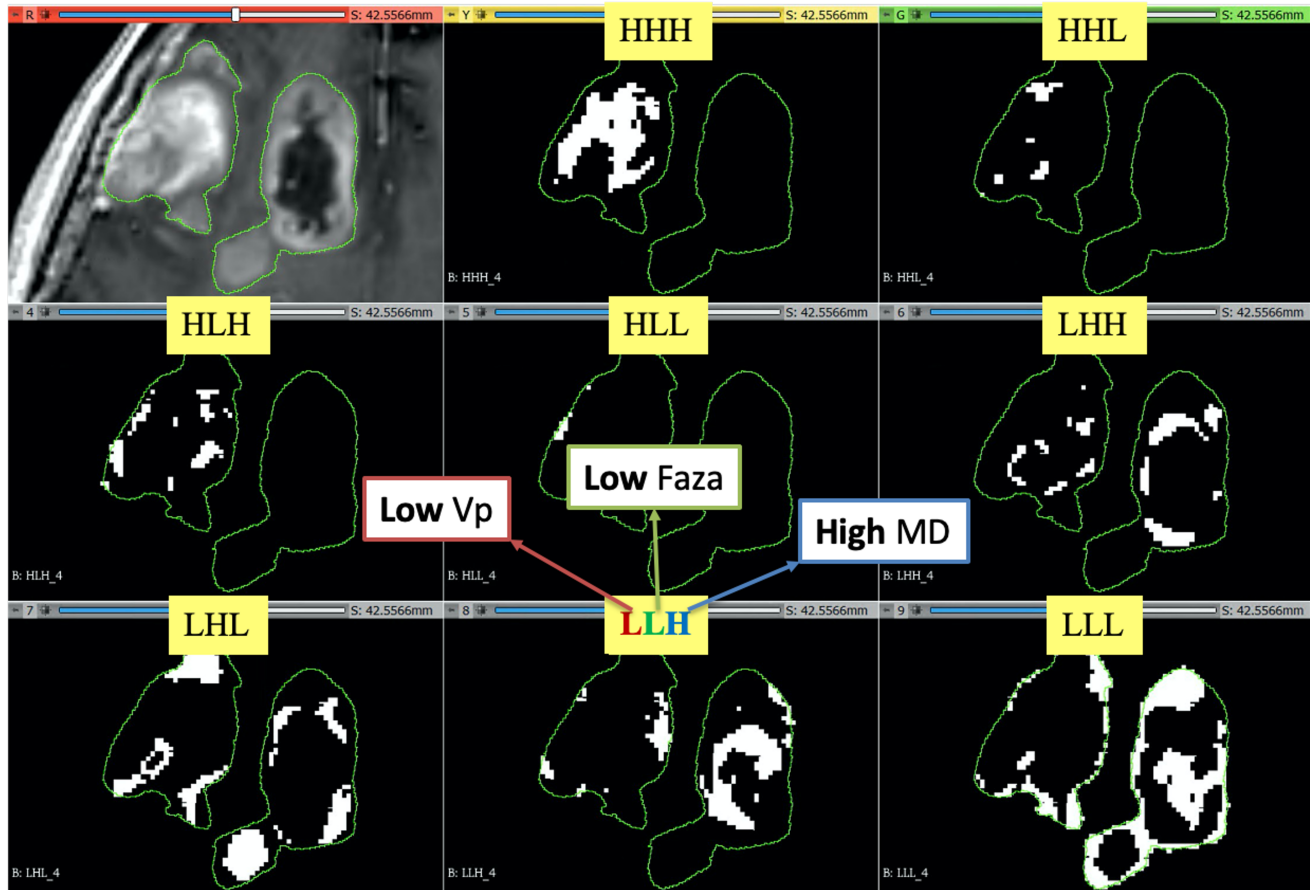 R S: 42.5566mm
Y S: 42.5566mm
G S: 42.5566mm
HHH
HHL
B: HHH_4
B: HHL_4
4 S: 42.5566mm
5 S: 42.5566mm
6 S: 42.5566mm
HLH
HLL
LHH
Low Vp
Low Faza
High MD
B: HLH_4
B: HLL_4
B: LHH_4
7 S: 42.5566mm
8 S: 42.5566mm
9 S: 42.5566mm
LHL
LLH
LLL
B: LHL_4
B: LLH_4
B: LLL_4